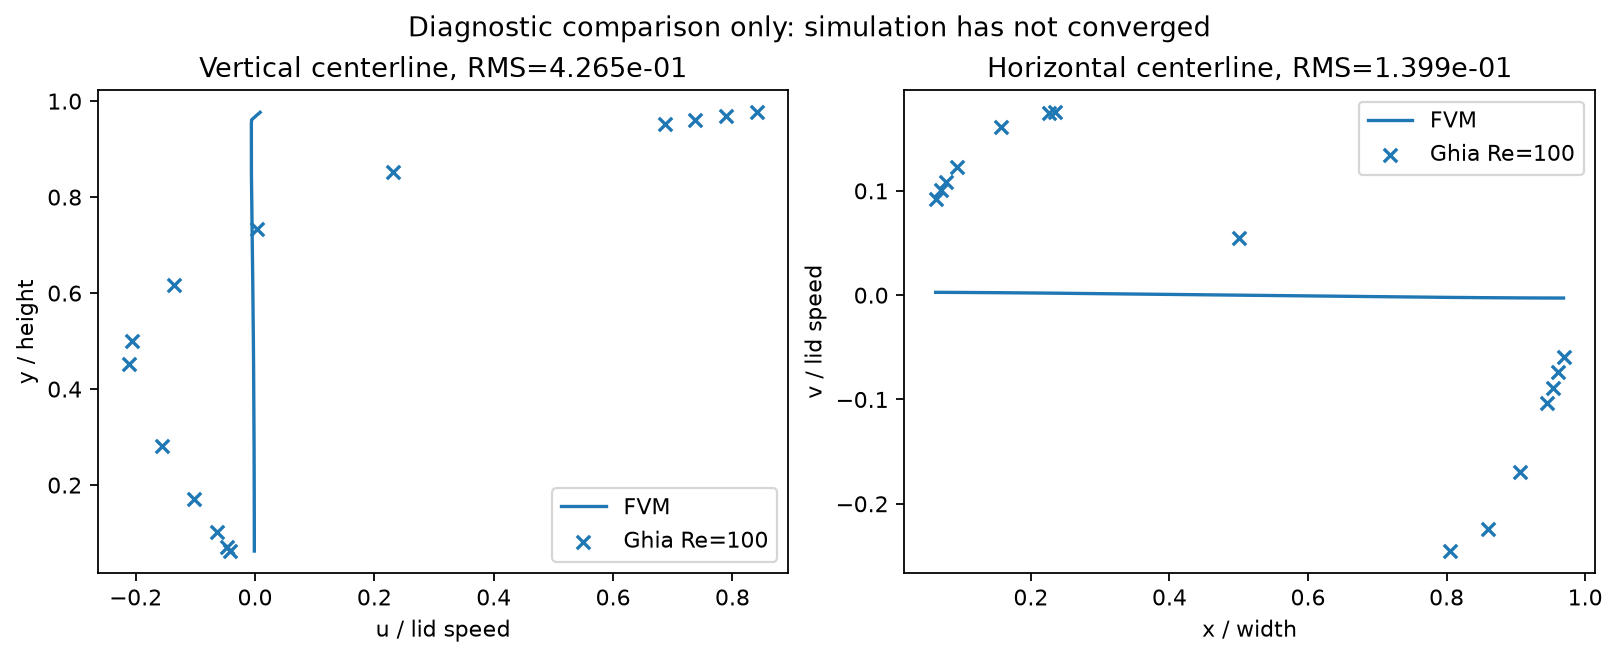 Diagnostic comparison only: simulation has not converged
Vertical centerline, RMS=4.265e-01
1.0
0.8
0.6
0.4
0.2
y / height
−0.2
0.0
0.2
0.4
0.6
0.8
u / lid speed
FVM
Ghia Re=100
Horizontal centerline, RMS=1.399e-01
0.1
0.0
−0.1
−0.2
v / lid speed
0.2
0.4
0.6
0.8
1.0
x / width
FVM
Ghia Re=100